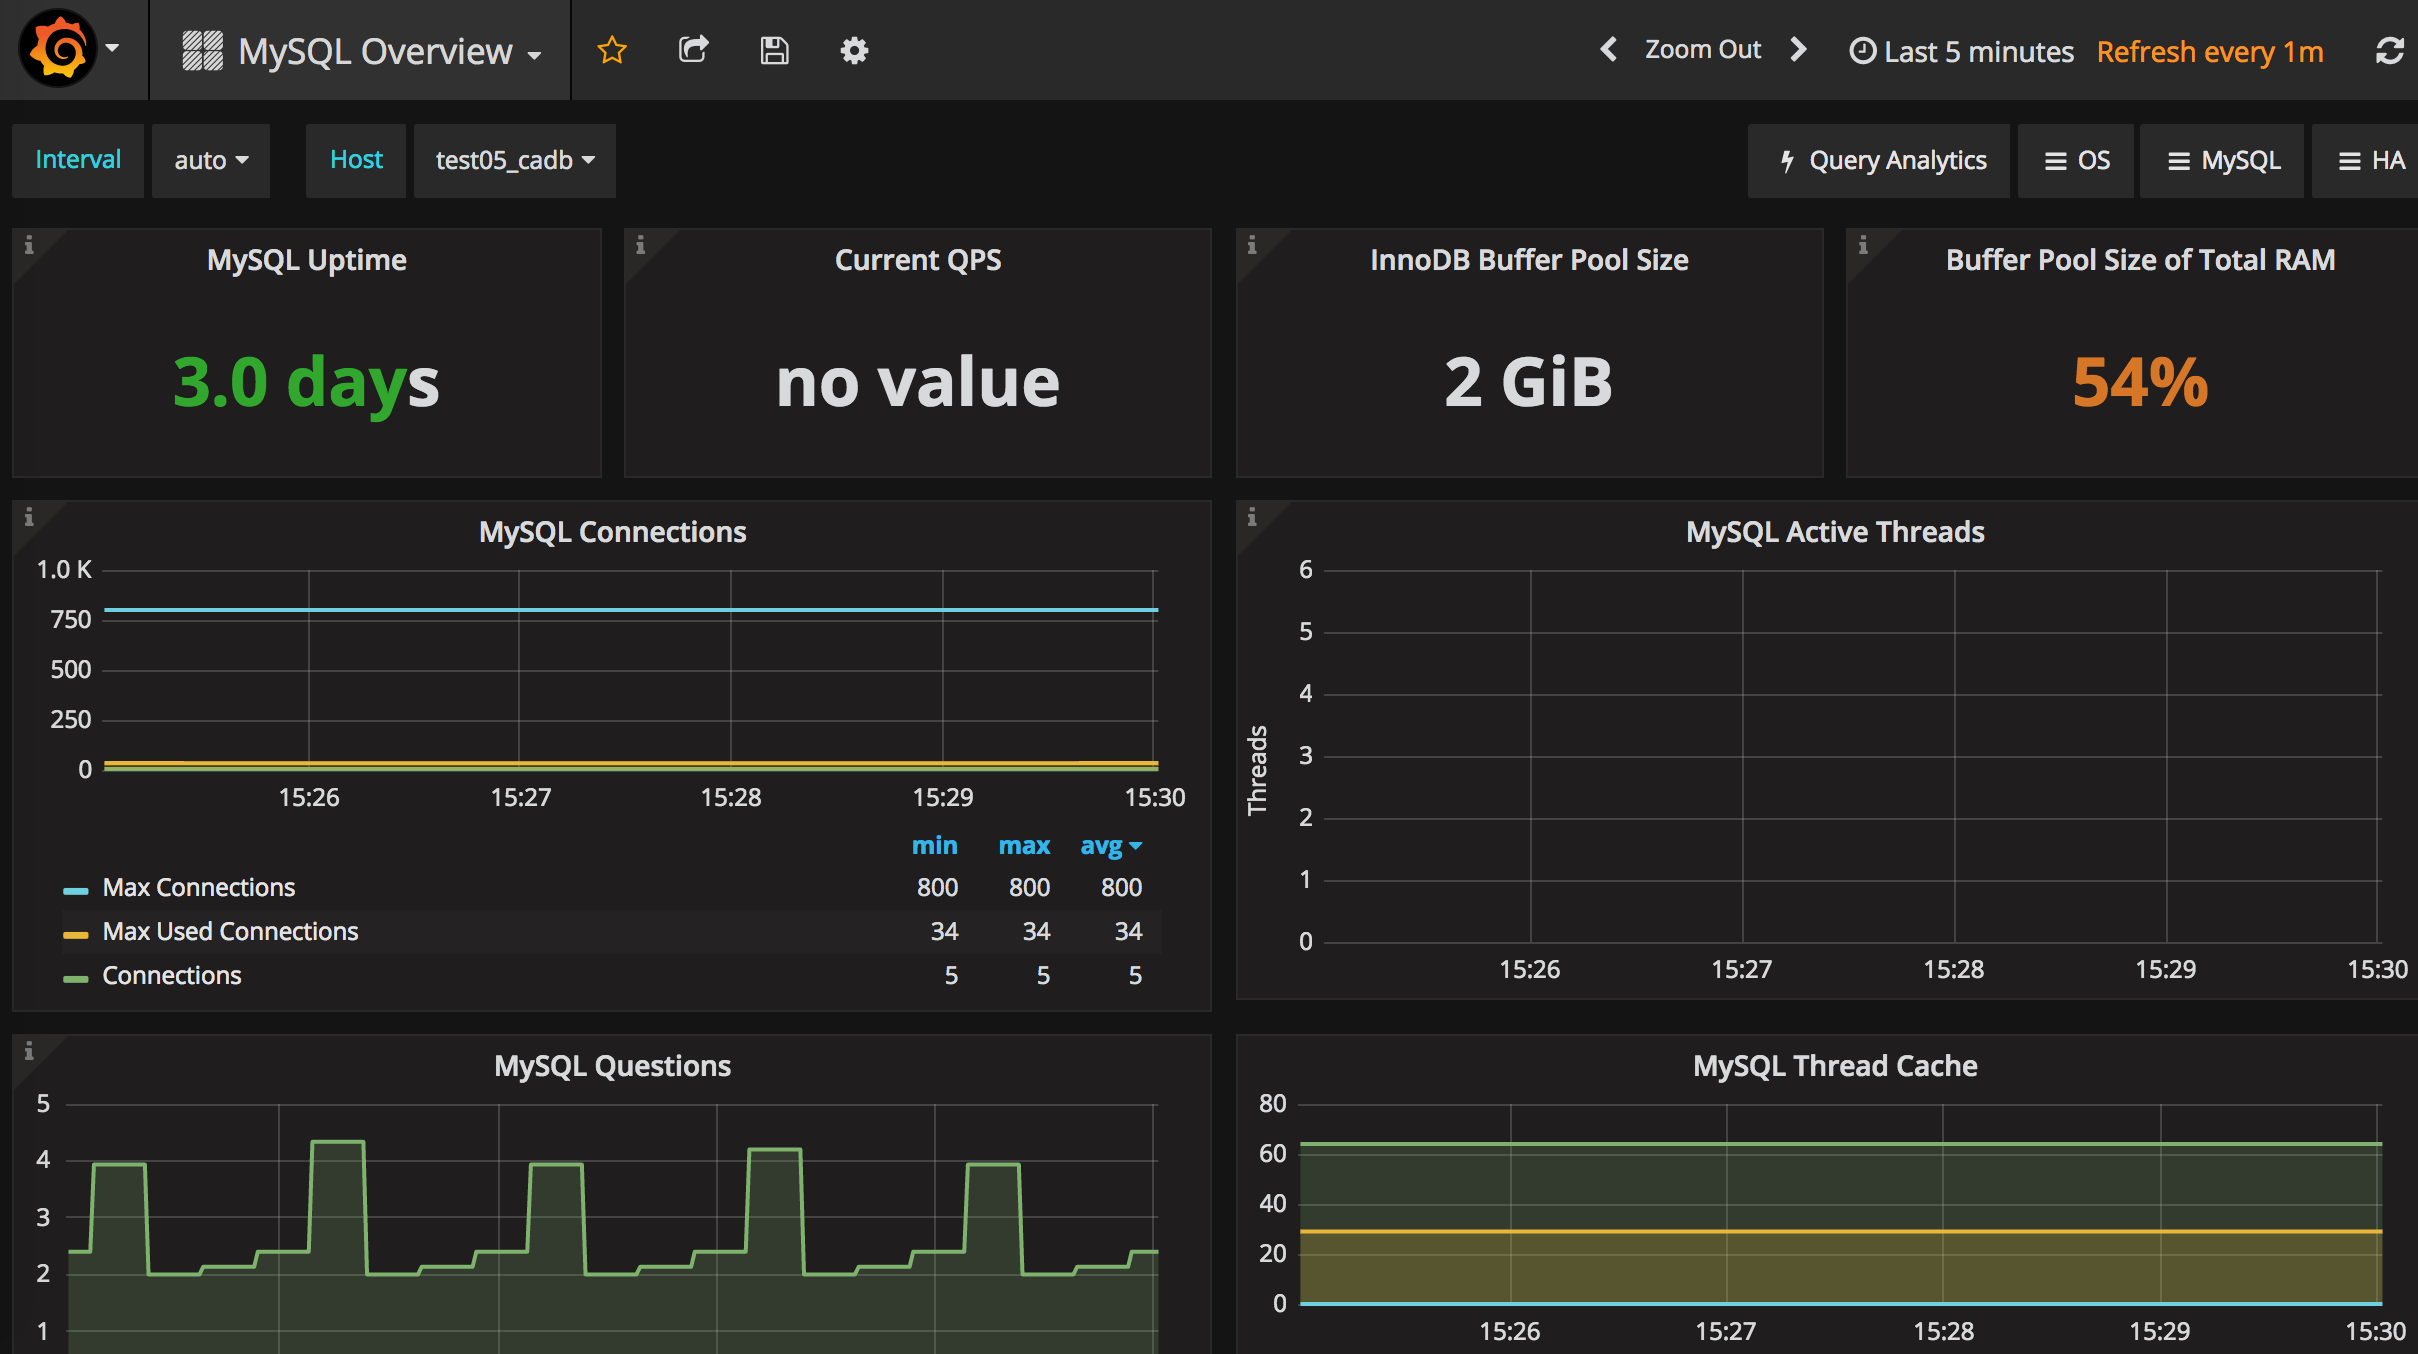 MySQL Overview Zoom Out Last 5 minutes Refresh every 1m
Interval auto Host test05_cadb Query Analytics OS MySQL HA
MySQL Uptime
3.0 days
Current QPS
no value
InnoDB Buffer Pool Size
2 GiB
Buffer Pool Size of Total RAM
54%
MySQL Connections
1.0 K
750
500
250
0
15:26 15:27 15:28 15:29 15:30
min max avg
Max Connections 800 800 800
Max Used Connections 34 34 34
Connections 5 5 5
MySQL Active Threads
Threads
6
5
4
3
2
1
0
15:26 15:27 15:28 15:29 15:30
MySQL Questions
5
4
3
2
1
MySQL Thread Cache
80
60
40
20
0
15:26 15:27 15:28 15:29 15:30